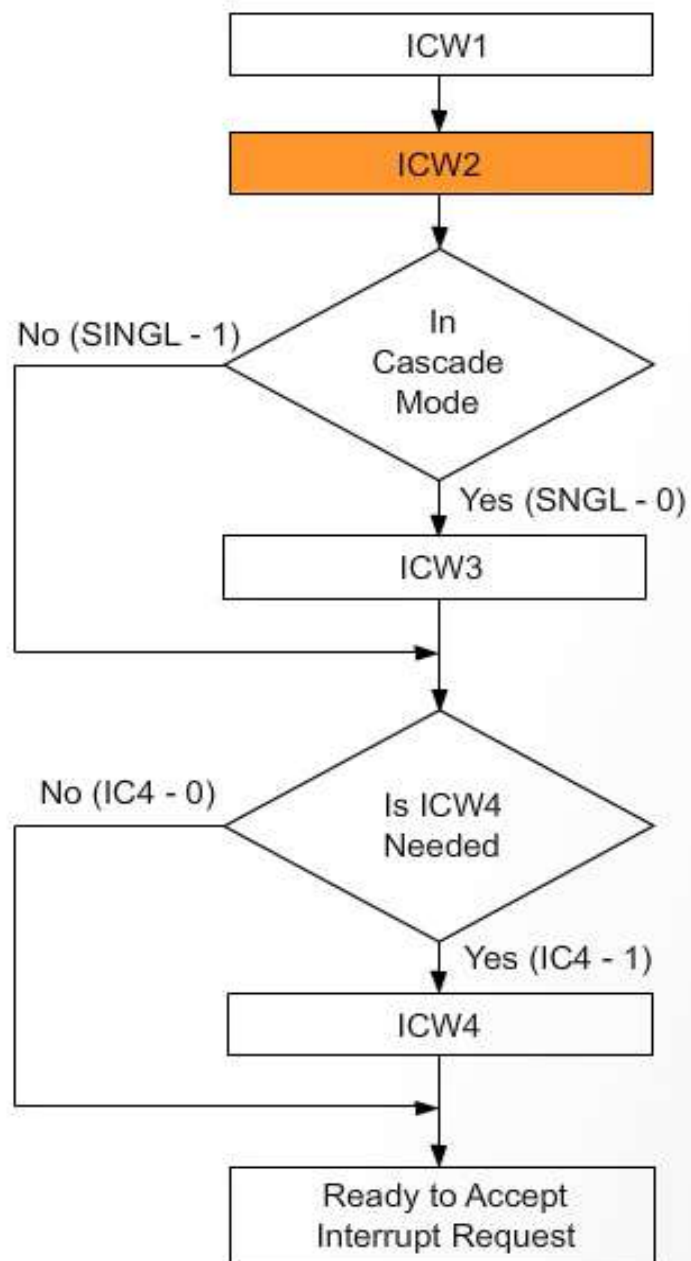 ICW1
ICW2
In
Cascade
Mode
No (SINGL - 1)
Yes (SNGL - 0)
ICW3
Is ICW4
Needed
No (IC4 - 0)
Yes (IC4 - 1)
ICW4
Ready to Accept
Interrupt Request